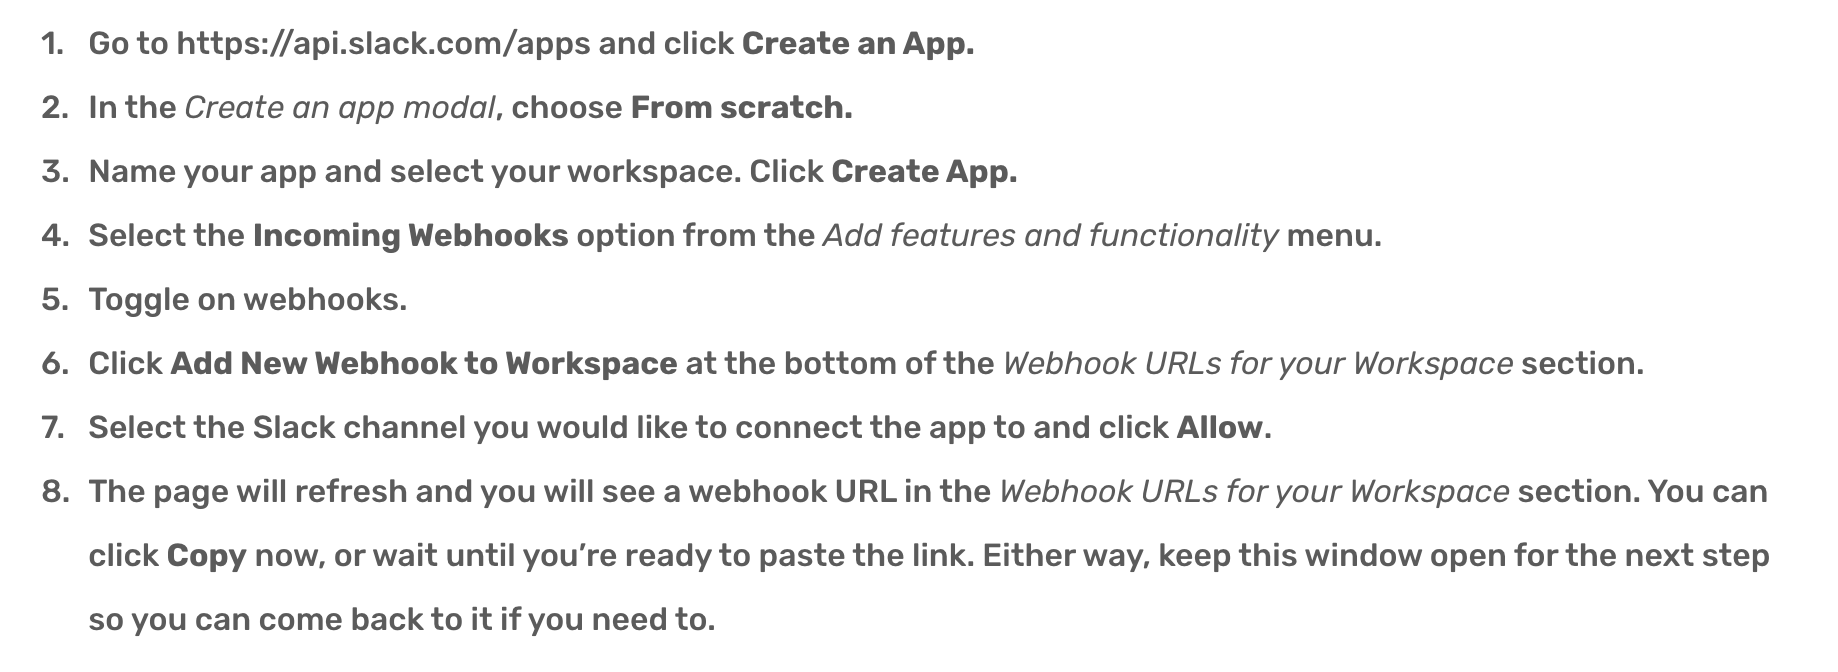 1. Go to https://api.slack.com/apps and click Create an App.
2. In the Create an app modal, choose From scratch.
3. Name your app and select your workspace. Click Create App.
4. Select the Incoming Webhooks option from the Add features and functionality menu.
5. Toggle on webhooks.
6. Click Add New Webhook to Workspace at the bottom of the Webhook URLs for your Workspace section.
7. Select the Slack channel you would like to connect the app to and click Allow.
8. The page will refresh and you will see a webhook URL in the Webhook URLs for your Workspace section. You can
click Copy now, or wait until you’re ready to paste the link. Either way, keep this window open for the next step
so you can come back to it if you need to.